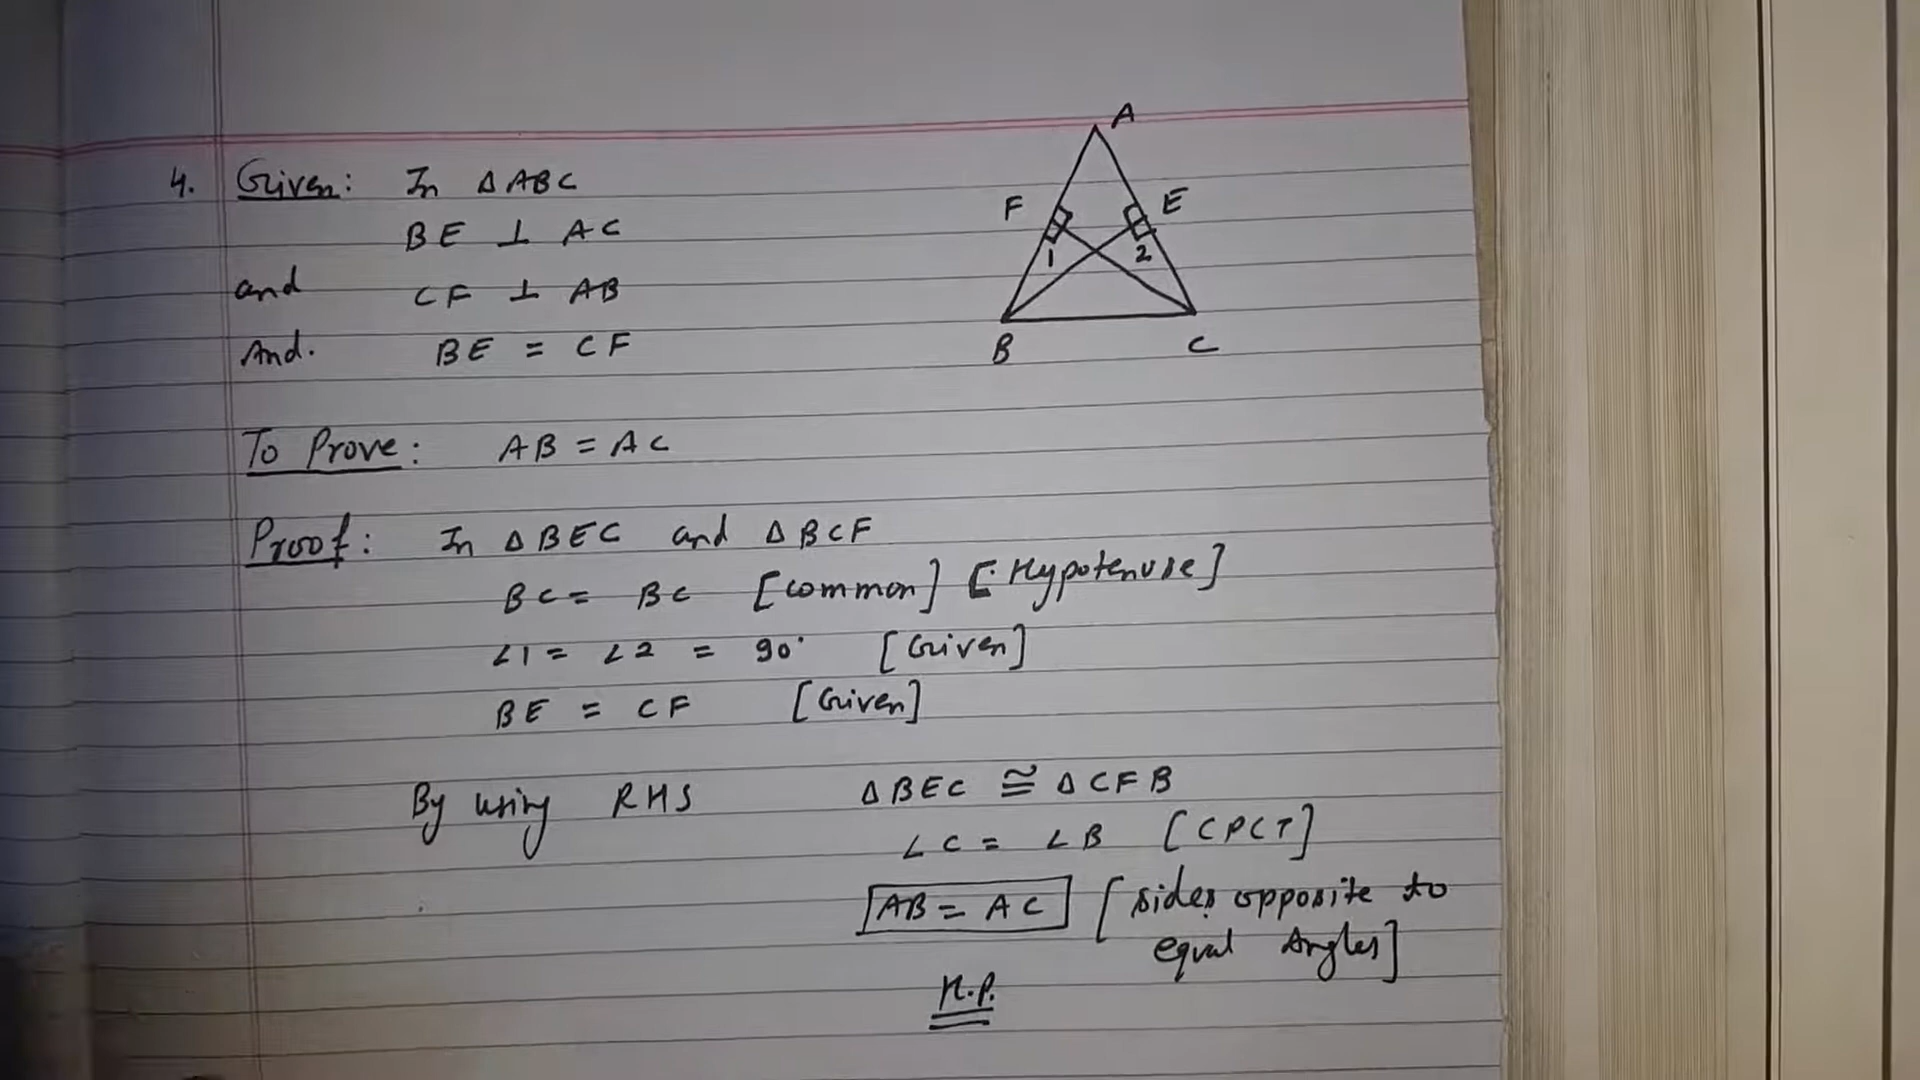 4. Given: In Δ ABC
BE ⊥ AC
and CF ⊥ AB
And. BE = CF
A
F
E
1
2
B
C
To Prove: AB = AC
Proof: In Δ BEC and Δ BCF
BC = BC [common] [Hypotenuse]
∠1 = ∠2 = 90° [Given]
BE = CF [Given]
By using RHS Δ BEC ≅ Δ CFB
∠C = ∠B [CPCT]
AB = AC [sides opposite to
equal Angles]
H.P.